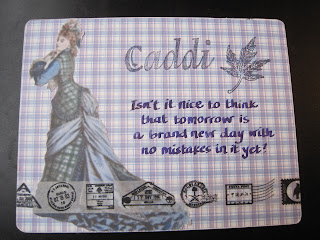 Caddi
Isn't it nice to think
that tomorrow is
a brand new day with
no mistakes in it yet?